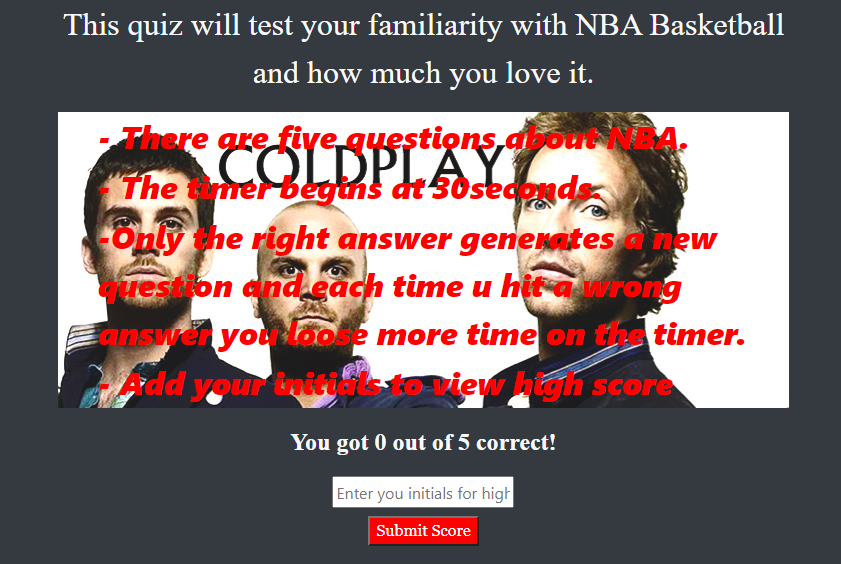 This quiz will test your familiarity with NBA Basketball
and how much you love it.
COLDPLAY
- There are five questions about NBA.
- The timer begins at 30seconds.
-Only the right answer generates a new
question and each time u hit a wrong
answer you loose more time on the timer.
- Add your initials to view high score
You got 0 out of 5 correct!
Enter you initials for high
Submit Score